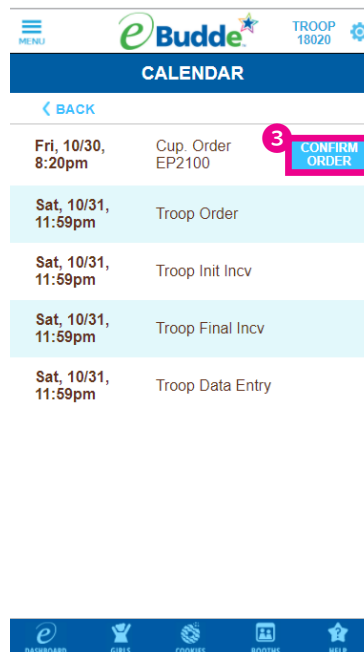 MENU
eBudde
TROOP
18020
CALENDAR
❮ BACK
Fri, 10/30,
8:20pm
Cup. Order
EP2100
3
CONFIRM
ORDER
Sat, 10/31,
11:59pm
Troop Order
Sat, 10/31,
11:59pm
Troop Init Incv
Sat, 10/31,
11:59pm
Troop Final Incv
Sat, 10/31,
11:59pm
Troop Data Entry
e
DASHBOARD
GIRLS
COOKIES
BOOTHS
HELP